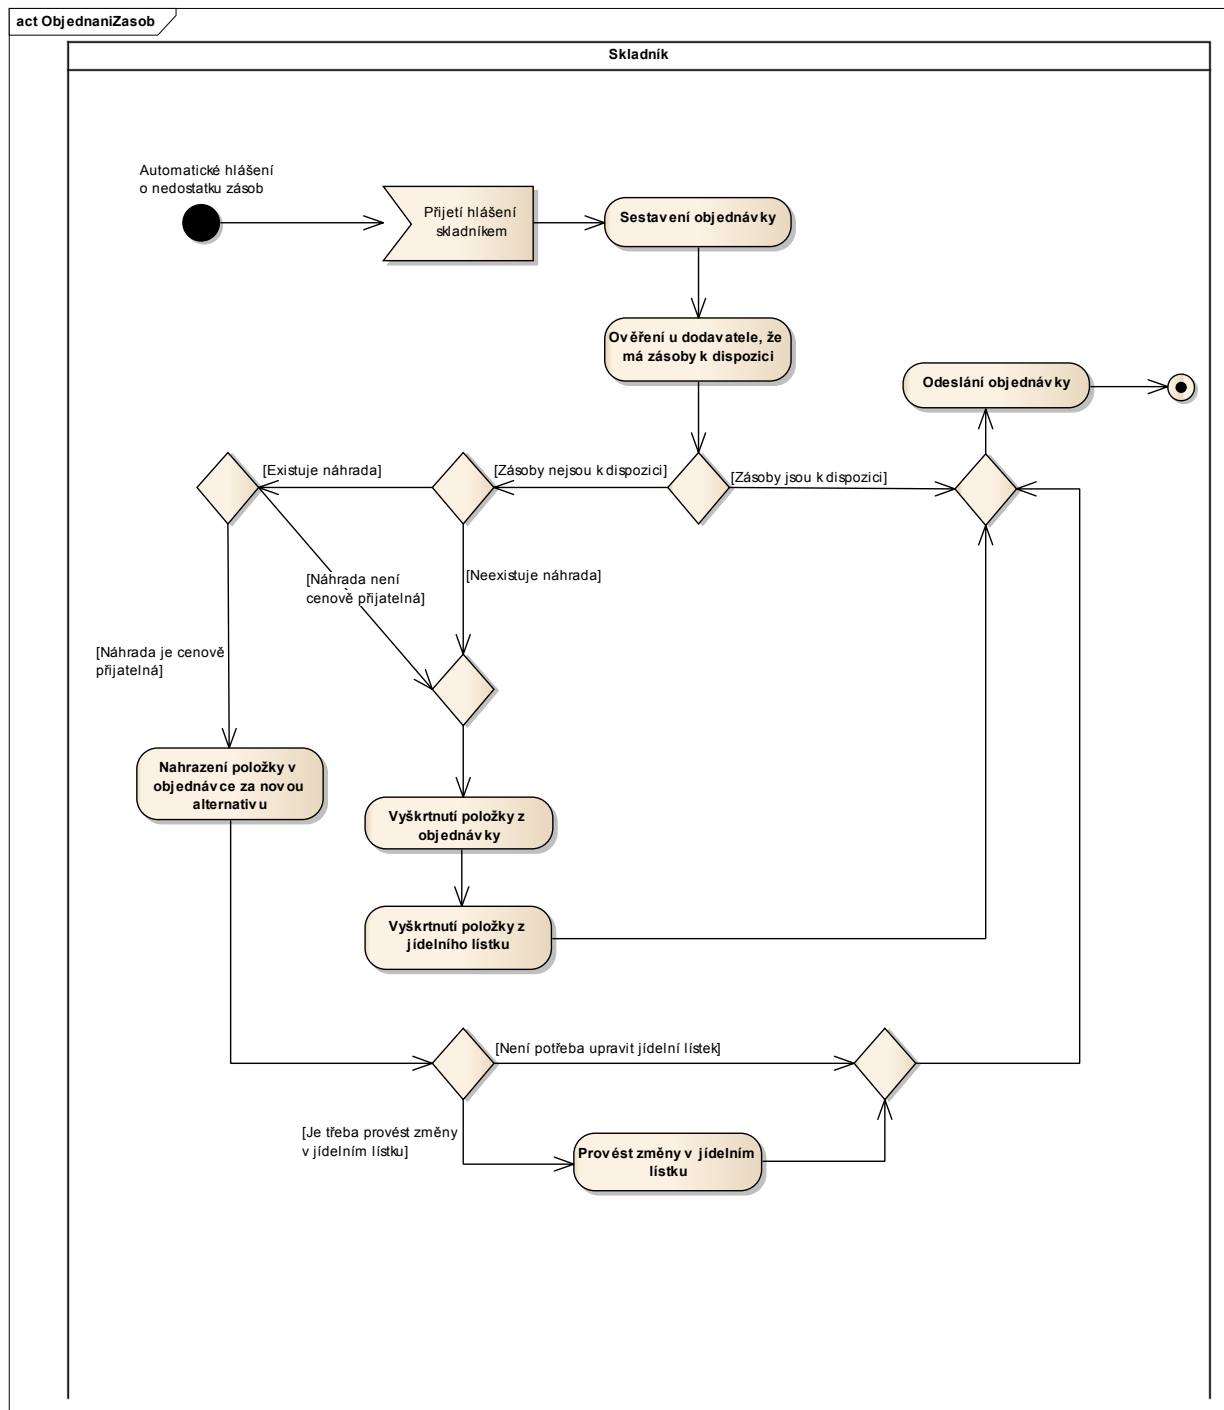 act ObjednaniZasob
Skladník
Automatické hlášení
o nedostatku zásob
Přijetí hlášení
skladníkem
Sestavení objednávky
Ověření u dodavatele, že
má zásoby k dispozici
Odeslání objednávky
[Existuje náhrada]
[Zásoby nejsou k dispozici]
[Zásoby jsou k dispozici]
[Náhrada není
cenově přijatelná]
[Neexistuje náhrada]
[Náhrada je cenově
přijatelná]
Nahrazení položky v
objednávce za novou
alternativu
Vyškrtnutí položky z
objednávky
Vyškrtnutí položky z
jídelního lístku
[Není potřeba upravit jídelní lístek]
[Je třeba provést změny
v jídelním lístku]
Provést změny v jídelním
lístku